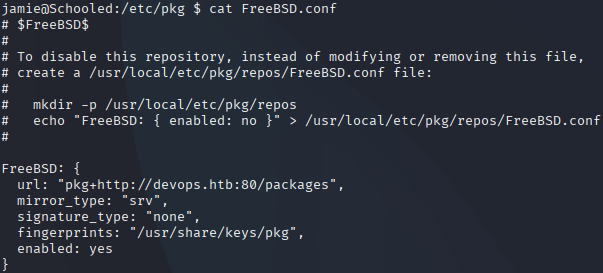 jamie@Schooled:/etc/pkg $ cat FreeBSD.conf
# $FreeBSD$
#
# To disable this repository, instead of modifying or removing this file,
# create a /usr/local/etc/pkg/repos/FreeBSD.conf file:
#
#   mkdir -p /usr/local/etc/pkg/repos
#   echo "FreeBSD: { enabled: no }" > /usr/local/etc/pkg/repos/FreeBSD.conf
#
FreeBSD: {
  url: "pkg+http://devops.htb:80/packages",
  mirror_type: "srv",
  signature_type: "none",
  fingerprints: "/usr/share/keys/pkg",
  enabled: yes
}